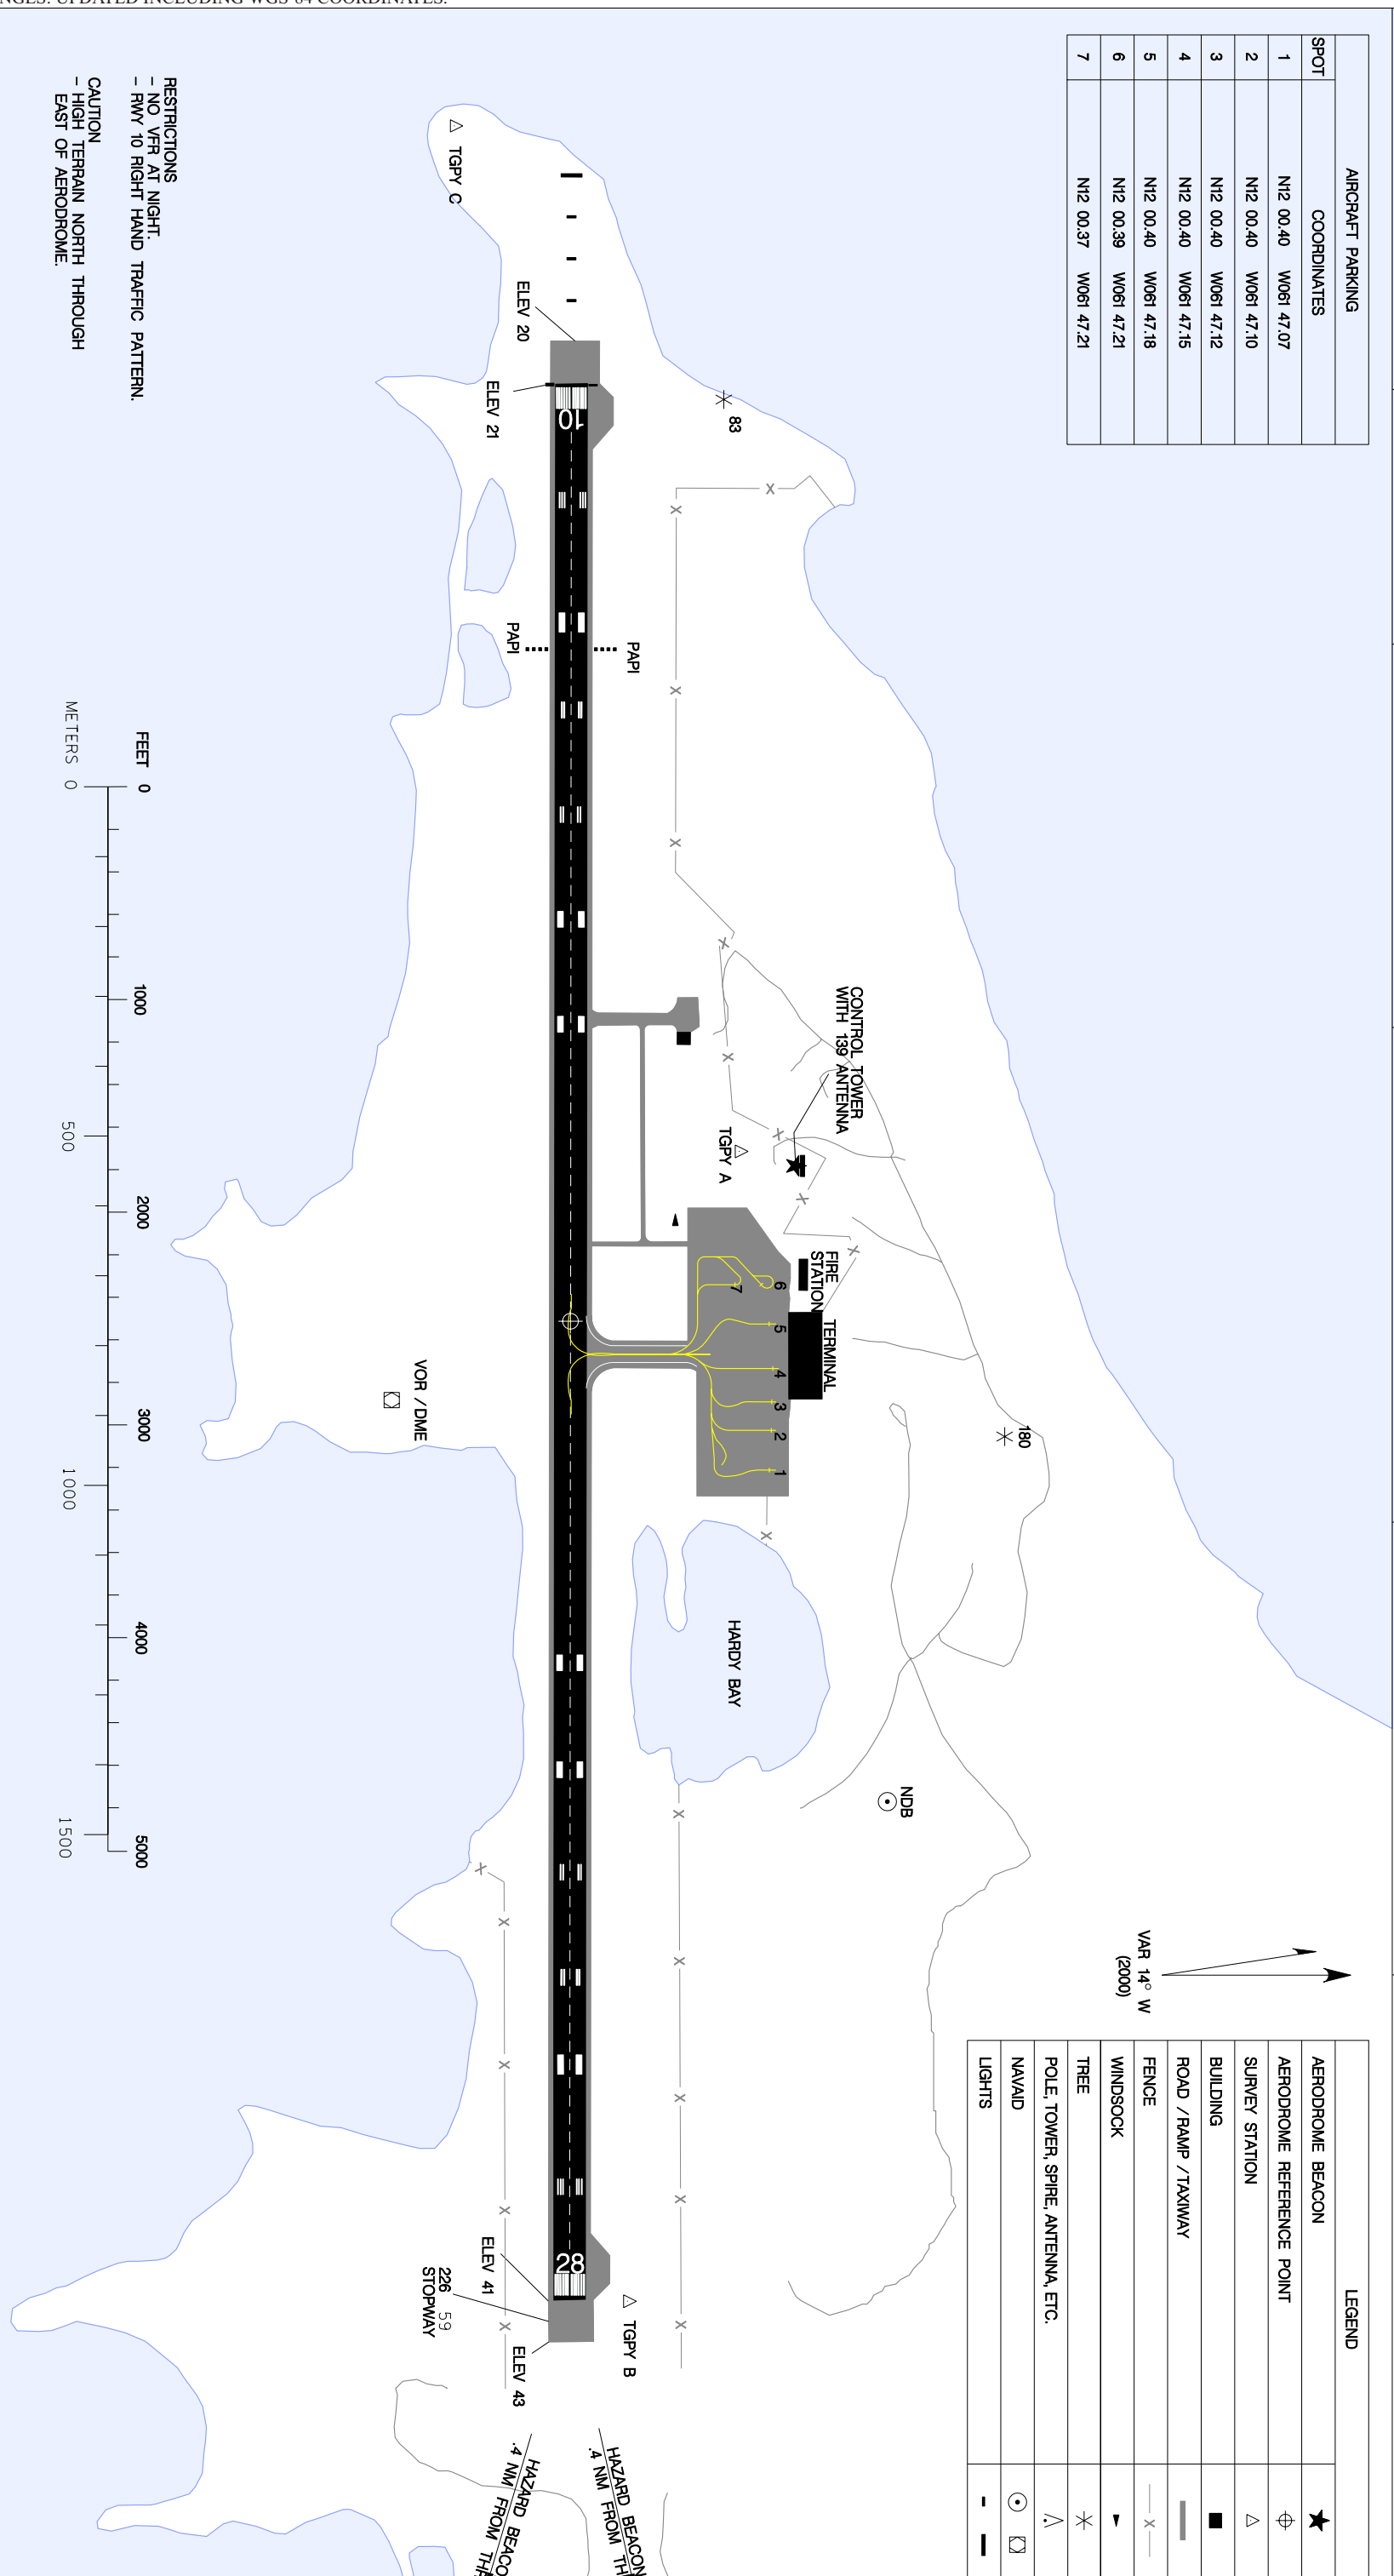 NGES: UPDATED INCLUDING WGS-84 COORDINATES.
AIRCRAFT PARKING
SPOT COORDINATES
1 N12 00.40 W061 47.07
2 N12 00.40 W061 47.10
3 N12 00.40 W061 47.12
4 N12 00.40 W061 47.15
5 N12 00.40 W061 47.18
6 N12 00.39 W061 47.21
7 N12 00.37 W061 47.21
LEGEND
AERODROME BEACON
AERODROME REFERENCE POINT
SURVEY STATION
BUILDING
ROAD / RAMP / TAXIWAY
FENCE
WINDSOCK
TREE
POLE, TOWER, SPIRE, ANTENNA, ETC.
NAVAID
LIGHTS
VAR 14° W
(2000)
180
NDB
CONTROL TOWER
WITH 139 ANTENNA
FIRE
STATION
TERMINAL
83
TGPY A
HARDY BAY
6
7
5
4
3
2
1
PAPI
PAPI
TGPY B
10
28
HAZARD BEACON
.4 NM FROM TH
HAZARD BEACO
.4 NM FROM THR
ELEV 20
ELEV 21
ELEV 41
ELEV 43
226 59
STOPWAY
TGPY C
VOR / DME
RESTRICTIONS
- NO VFR AT NIGHT.
- RWY 10 RIGHT HAND TRAFFIC PATTERN.
CAUTION
- HIGH TERRAIN NORTH THROUGH
EAST OF AERODROME.
FEET 0 1000 2000 3000 4000 5000
METERS 0 500 1000 1500